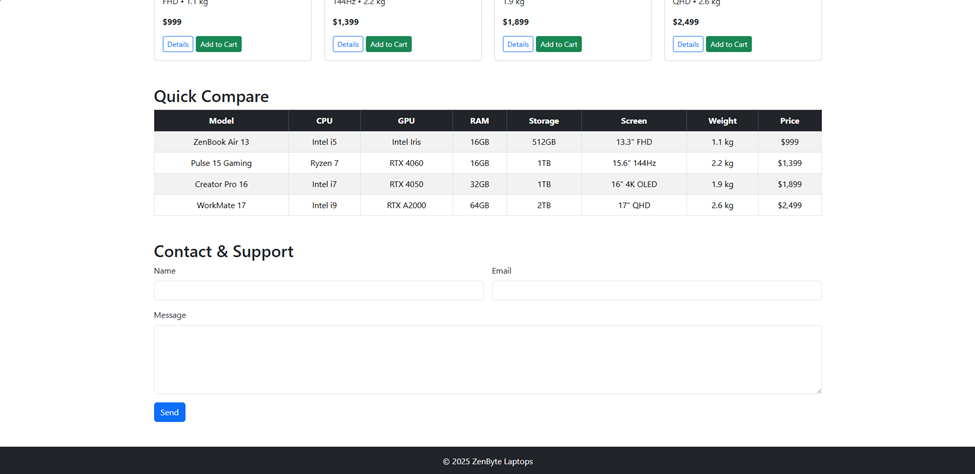 FHD • 1.1 kg
144Hz • 2.2 kg
1.9 kg
QHD • 2.6 kg
$999
$1,399
$1,899
$2,499
Details Add to Cart
Details Add to Cart
Details Add to Cart
Details Add to Cart
Quick Compare
Model CPU GPU RAM Storage Screen Weight Price
ZenBook Air 13 Intel i5 Intel Iris 16GB 512GB 13.3" FHD 1.1 kg $999
Pulse 15 Gaming Ryzen 7 RTX 4060 16GB 1TB 15.6" 144Hz 2.2 kg $1,399
Creator Pro 16 Intel i7 RTX 4050 32GB 1TB 16" 4K OLED 1.9 kg $1,899
WorkMate 17 Intel i9 RTX A2000 64GB 2TB 17" QHD 2.6 kg $2,499
Contact & Support
Name
Email
Message
Send
© 2025 ZenByte Laptops